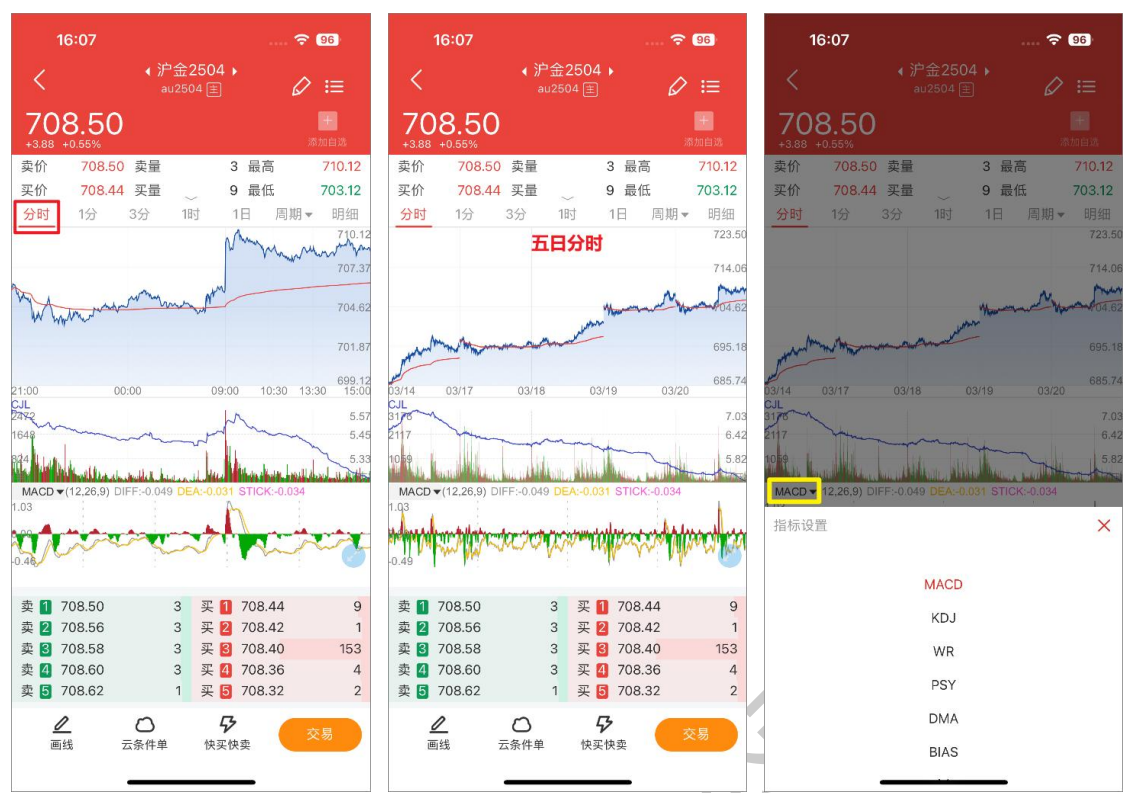 16:07
96
沪金2504
au2504 主
708.50
+3.88 +0.55%
添加自选
卖价 708.50 卖量 3 最高 710.12
买价 708.44 买量 9 最低 703.12
分时 1分 3分 1时 1日 周期 明细
710.12
707.37
704.62
701.87
699.12
21:00 00:00 09:00 10:30 13:30 15:00
CJL
2472 5.57
1648 5.45
824 5.33
MACD (12,26,9) DIFF:-0.049 DEA:-0.031 STICK:-0.034
1.03
-0.46
卖 1 708.50 3 买 1 708.44 9
卖 2 708.56 3 买 2 708.42 1
卖 3 708.58 3 买 3 708.40 153
卖 4 708.60 3 买 4 708.36 4
卖 5 708.62 1 买 5 708.32 2
画线 云条件单 快买快卖 交易
16:07
96
沪金2504
au2504 主
708.50
+3.88 +0.55%
添加自选
卖价 708.50 卖量 3 最高 710.12
买价 708.44 买量 9 最低 703.12
分时 1分 3分 1时 1日 周期 明细
五日分时
723.50
714.06
704.62
695.18
685.74
03/14 03/17 03/18 03/19 03/20
CJL
3176 7.03
2117 6.42
1059 5.82
MACD (12,26,9) DIFF:-0.049 DEA:-0.031 STICK:-0.034
1.31
-0.49
卖 1 708.50 3 买 1 708.44 9
卖 2 708.56 3 买 2 708.42 1
卖 3 708.58 3 买 3 708.40 153
卖 4 708.60 3 买 4 708.36 4
卖 5 708.62 1 买 5 708.32 2
画线 云条件单 快买快卖 交易
16:07
96
沪金2504
au2504 主
708.50
+3.88 +0.55%
添加自选
卖价 708.50 卖量 3 最高 710.12
买价 708.44 买量 9 最低 703.12
分时 1分 3分 1时 1日 周期 明细
723.50
714.06
704.62
695.18
685.74
03/14 03/17 03/18 03/19 03/20
CJL
3176 7.03
2117 6.42
1059 5.82
MACD (12,26,9) DIFF:-0.049 DEA:-0.031 STICK:-0.034
指标设置
MACD
KDJ
WR
PSY
DMA
BIAS